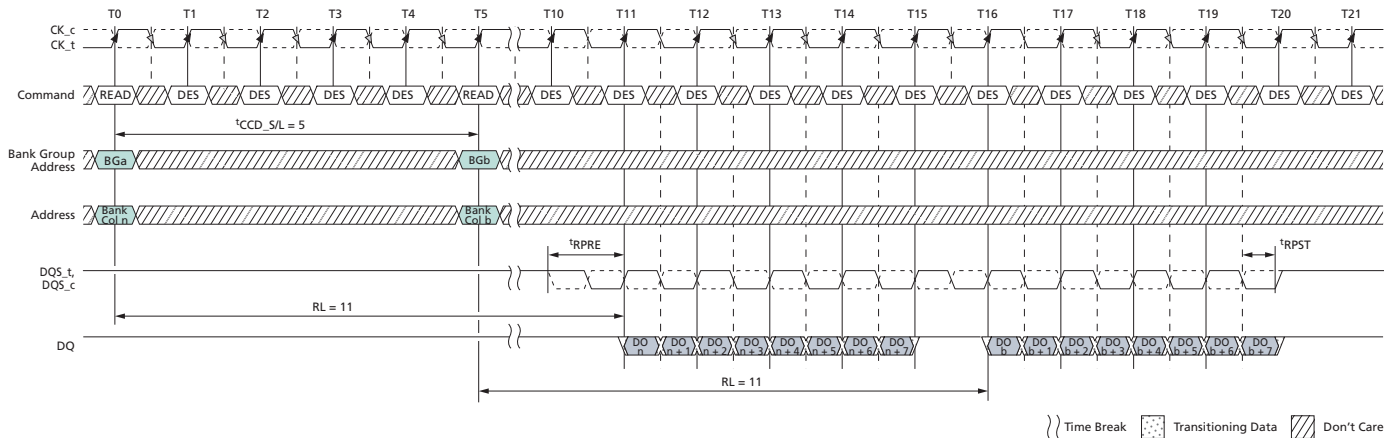 T0 T1 T2 T3 T4 T5 T10 T11 T12 T13 T14 T15 T16 T17 T18 T19 T20 T21
CK_c
CK_t
Command READ DES DES DES DES READ DES DES DES DES DES DES DES DES DES DES DES DES
tCCD_S/L = 5
Bank Group
Address
BGa BGb
Address
Bank
Col n
Bank
Col b
tRPRE tRPST
DQS_t,
DQS_c
RL = 11
DQ
DO
n
DO
n + 1
DO
n + 2
DO
n + 3
DO
n + 4
DO
n + 5
DO
n + 6
DO
n + 7
DO
b
DO
b + 1
DO
b + 2
DO
b + 3
DO
b + 4
DO
b + 5
DO
b + 6
DO
b + 7
RL = 11
Time Break Transitioning Data Don't Care